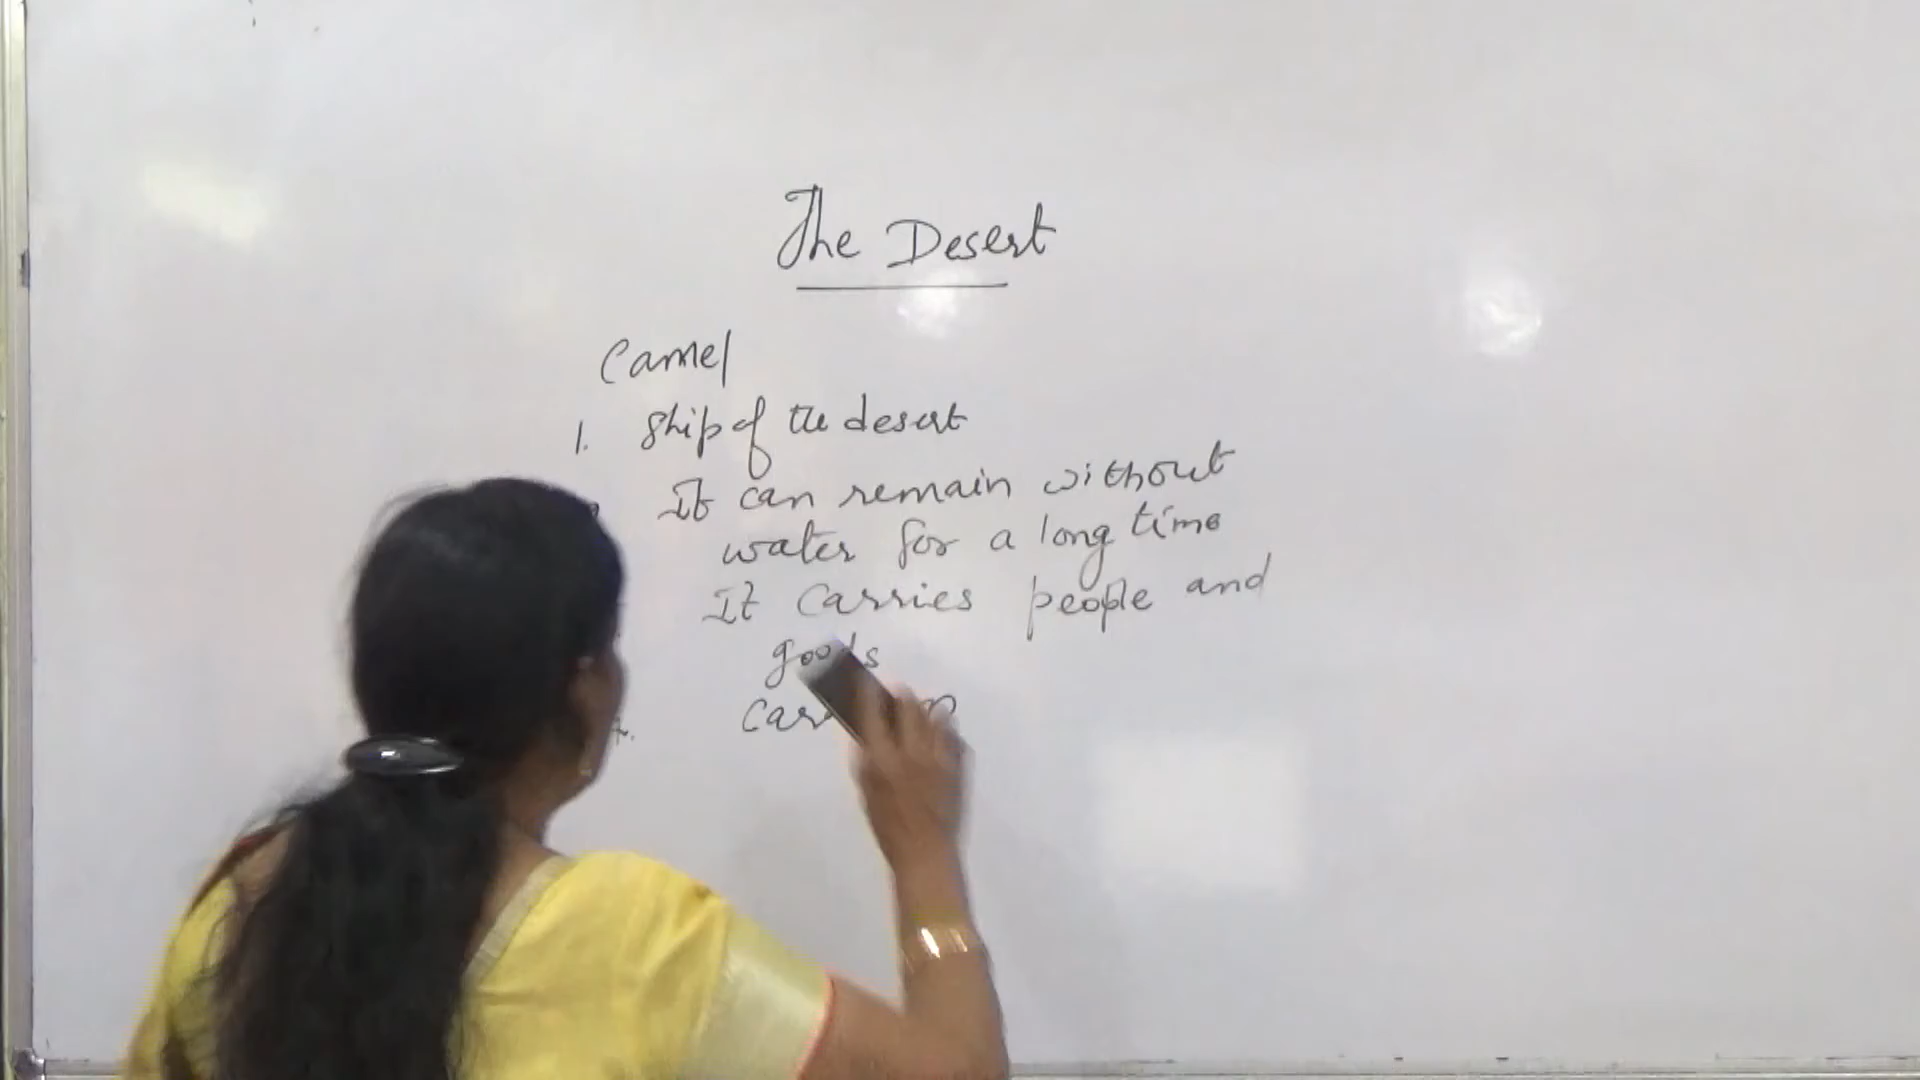 The Desert
Camel
1. Ship of the desert
It can remain without
water for a long time
It carries people and
goods